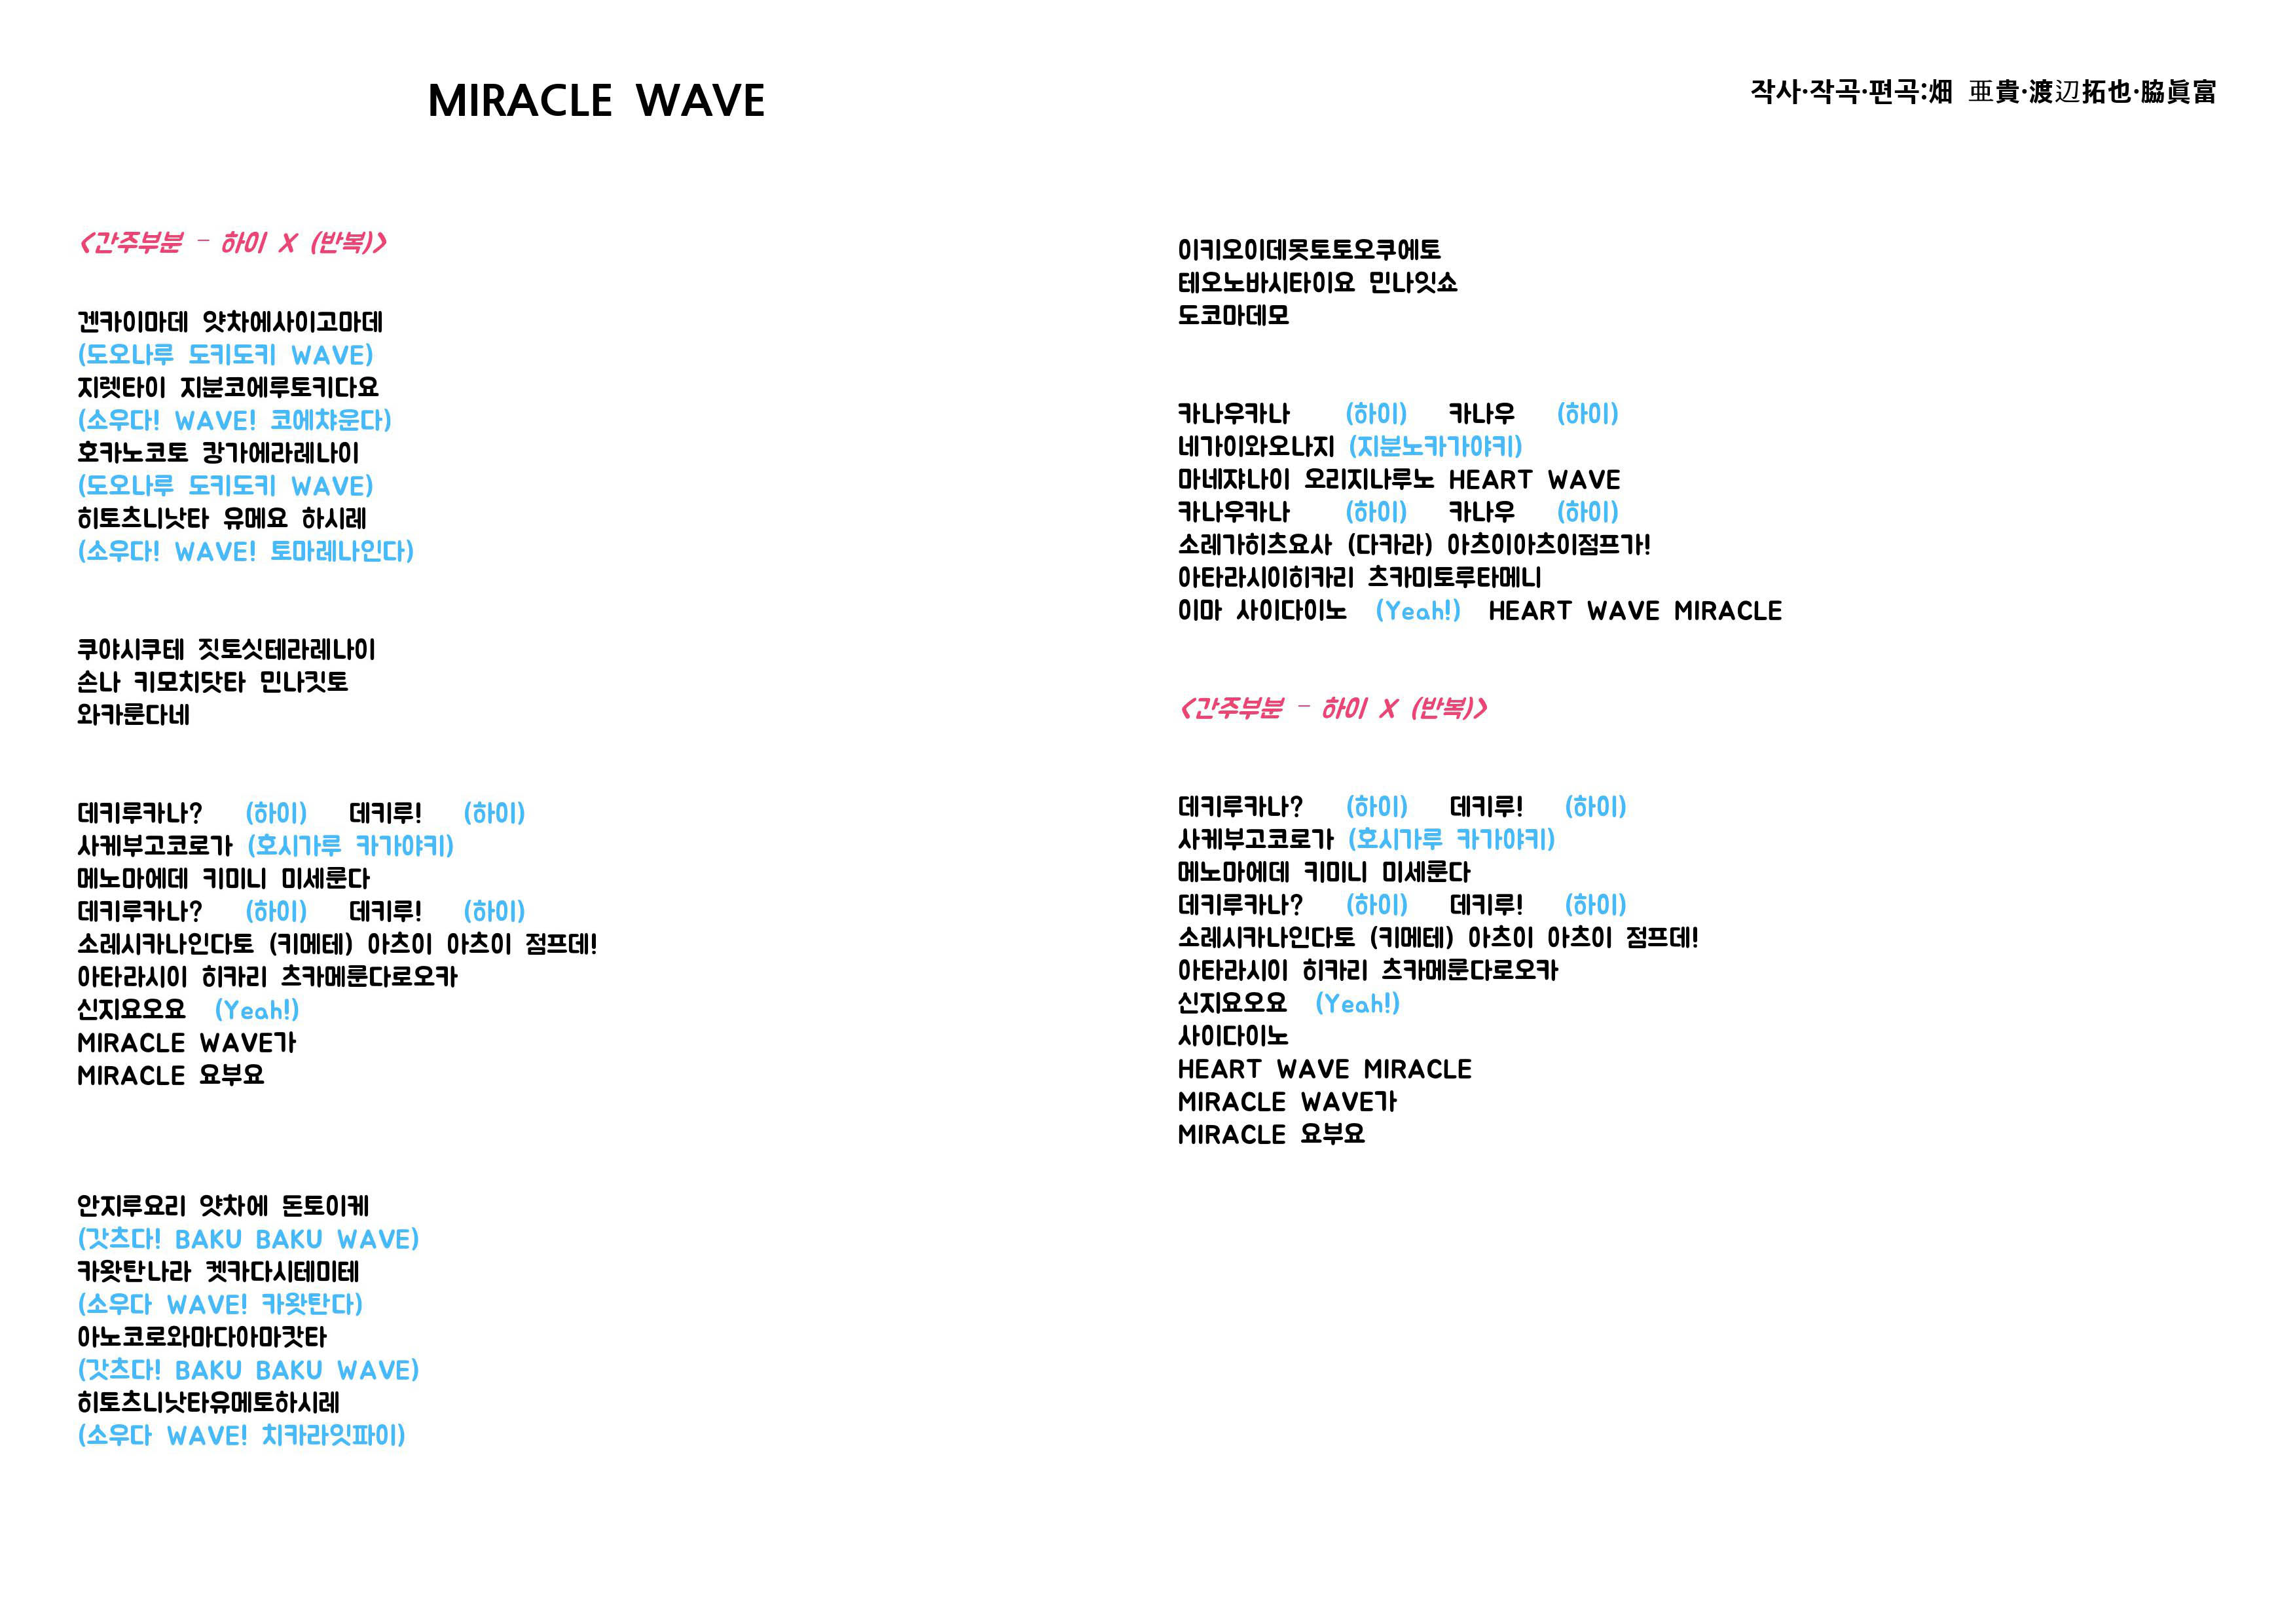 MIRACLE WAVE
작사·작곡·편곡:畑 亜貴·渡辺拓也·脇眞富
<간주부분 - 하이 X (반복)>
겐카이마데 얏차에사이고마데
(도오나루 도키도키 WAVE)
지렛타이 지분코에루토키다요
(소우다! WAVE! 코에챠운다)
호카노코토 캉가에라레나이
(도오나루 도키도키 WAVE)
히토츠니낫타 유메요 하시레
(소우다! WAVE! 토마레나인다)
쿠야시쿠테 짓토싯테라레나이
손나 키모치닷타 민나킷토
와카룬다네
데키루카나? (하이) 데키루! (하이)
사케부고코로가 (호시가루 카가야키)
메노마에데 키미니 미세룬다
데키루카나? (하이) 데키루! (하이)
소레시카나인다토 (키메테) 아츠이 아츠이 점프데!
아타라시이 히카리 츠카메룬다로오카
신지요오요 (Yeah!)
MIRACLE WAVE가
MIRACLE 요부요
안지루요리 얏차에 돈토이케
(갓츠다! BAKU BAKU WAVE)
카왓탄나라 켓카다시테미테
(소우다 WAVE! 카왓탄다)
아노코로와마다아마캇타
(갓츠다! BAKU BAKU WAVE)
히토츠니낫타유메토하시레
(소우다 WAVE! 치카라잇파이)
이키오이데못토토오쿠에토
테오노바시타이요 민나잇쇼
도코마데모
카나우카나 (하이) 카나우 (하이)
네가이와오나지 (지분노카가야키)
마네쟈나이 오리지나루노 HEART WAVE
카나우카나 (하이) 카나우 (하이)
소레가히츠요사 (다카라) 아츠이아츠이점프가!
아타라시이히카리 츠카미토루타메니
이마 사이다이노 (Yeah!) HEART WAVE MIRACLE
<간주부분 - 하이 X (반복)>
데키루카나? (하이) 데키루! (하이)
사케부고코로가 (호시가루 카가야키)
메노마에데 키미니 미세룬다
데키루카나? (하이) 데키루! (하이)
소레시카나인다토 (키메테) 아츠이 아츠이 점프데!
아타라시이 히카리 츠카메룬다로오카
신지요오요 (Yeah!)
사이다이노
HEART WAVE MIRACLE
MIRACLE WAVE가
MIRACLE 요부요